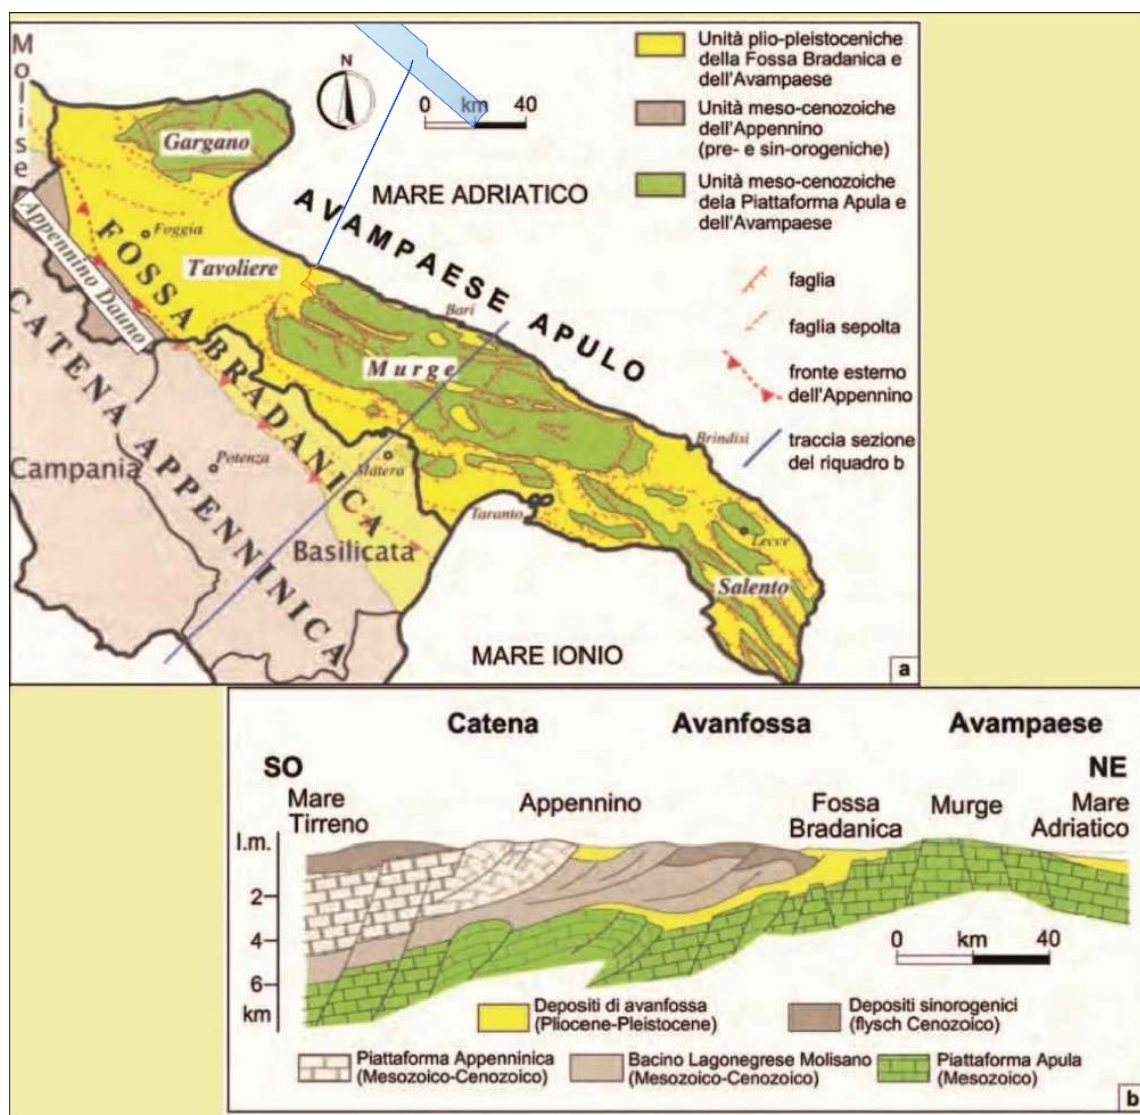 Molise
Gargano
N
0 km 40
MARE ADRIATICO
Unità plio-pleistoceniche
della Fossa Bradanica e
dell'Avampaese
Unità meso-cenozoiche
dell'Appennino
(pre- e sin-orogeniche)
Unità meso-cenozoiche
dela Piattaforma Apula e
dell'Avampaese
faglia
faglia sepolta
fronte esterno
dell'Appennino
traccia sezione
del riquadro b
AVAMPAESE APULO
Foggia
Tavoliere
Appennino Dauno
FOSSA BRADANICA
CATENA APPENNINICA
Bari
Murge
Brindisi
Campania
Potenza
Matera
Taranto
Lecce
Basilicata
Salento
MARE IONIO
a
Catena Avanfossa Avampaese
SO NE
Mare
Tirreno
Appennino
Fossa
Bradanica
Murge
Mare
Adriatico
l.m.
2
4
6
km
0 km 40
Depositi di avanfossa
(Pliocene-Pleistocene)
Depositi sinorogenici
(flysch Cenozoico)
Piattaforma Appenninica
(Mesozoico-Cenozoico)
Bacino Lagonegrese Molisano
(Mesozoico-Cenozoico)
Piattaforma Apula
(Mesozoico)
b